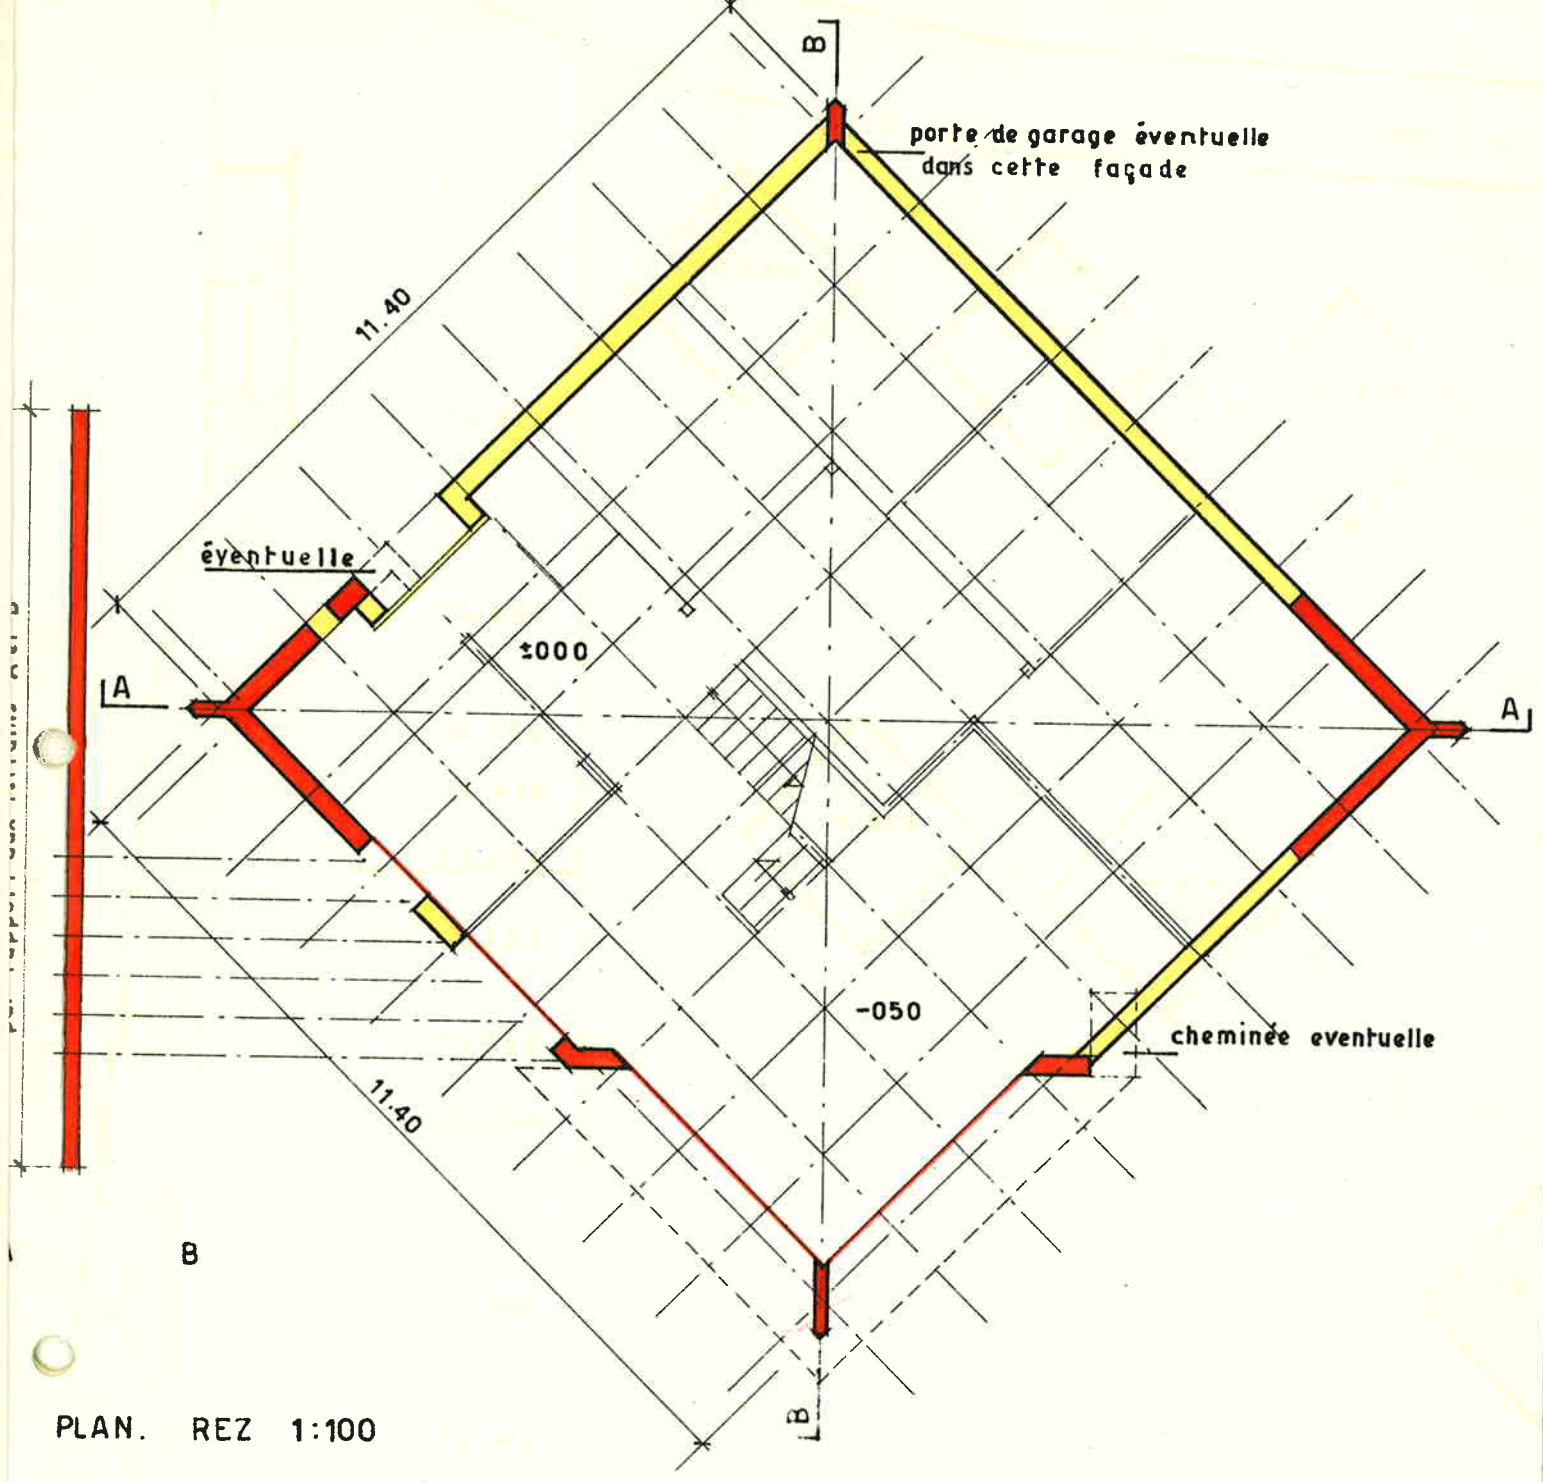 B
porte de garage éventuelle
dans cette façade
11.40
éventuelle
±000
A
A
-050
cheminée eventuelle
11.40
B
B
PLAN. REZ 1:100